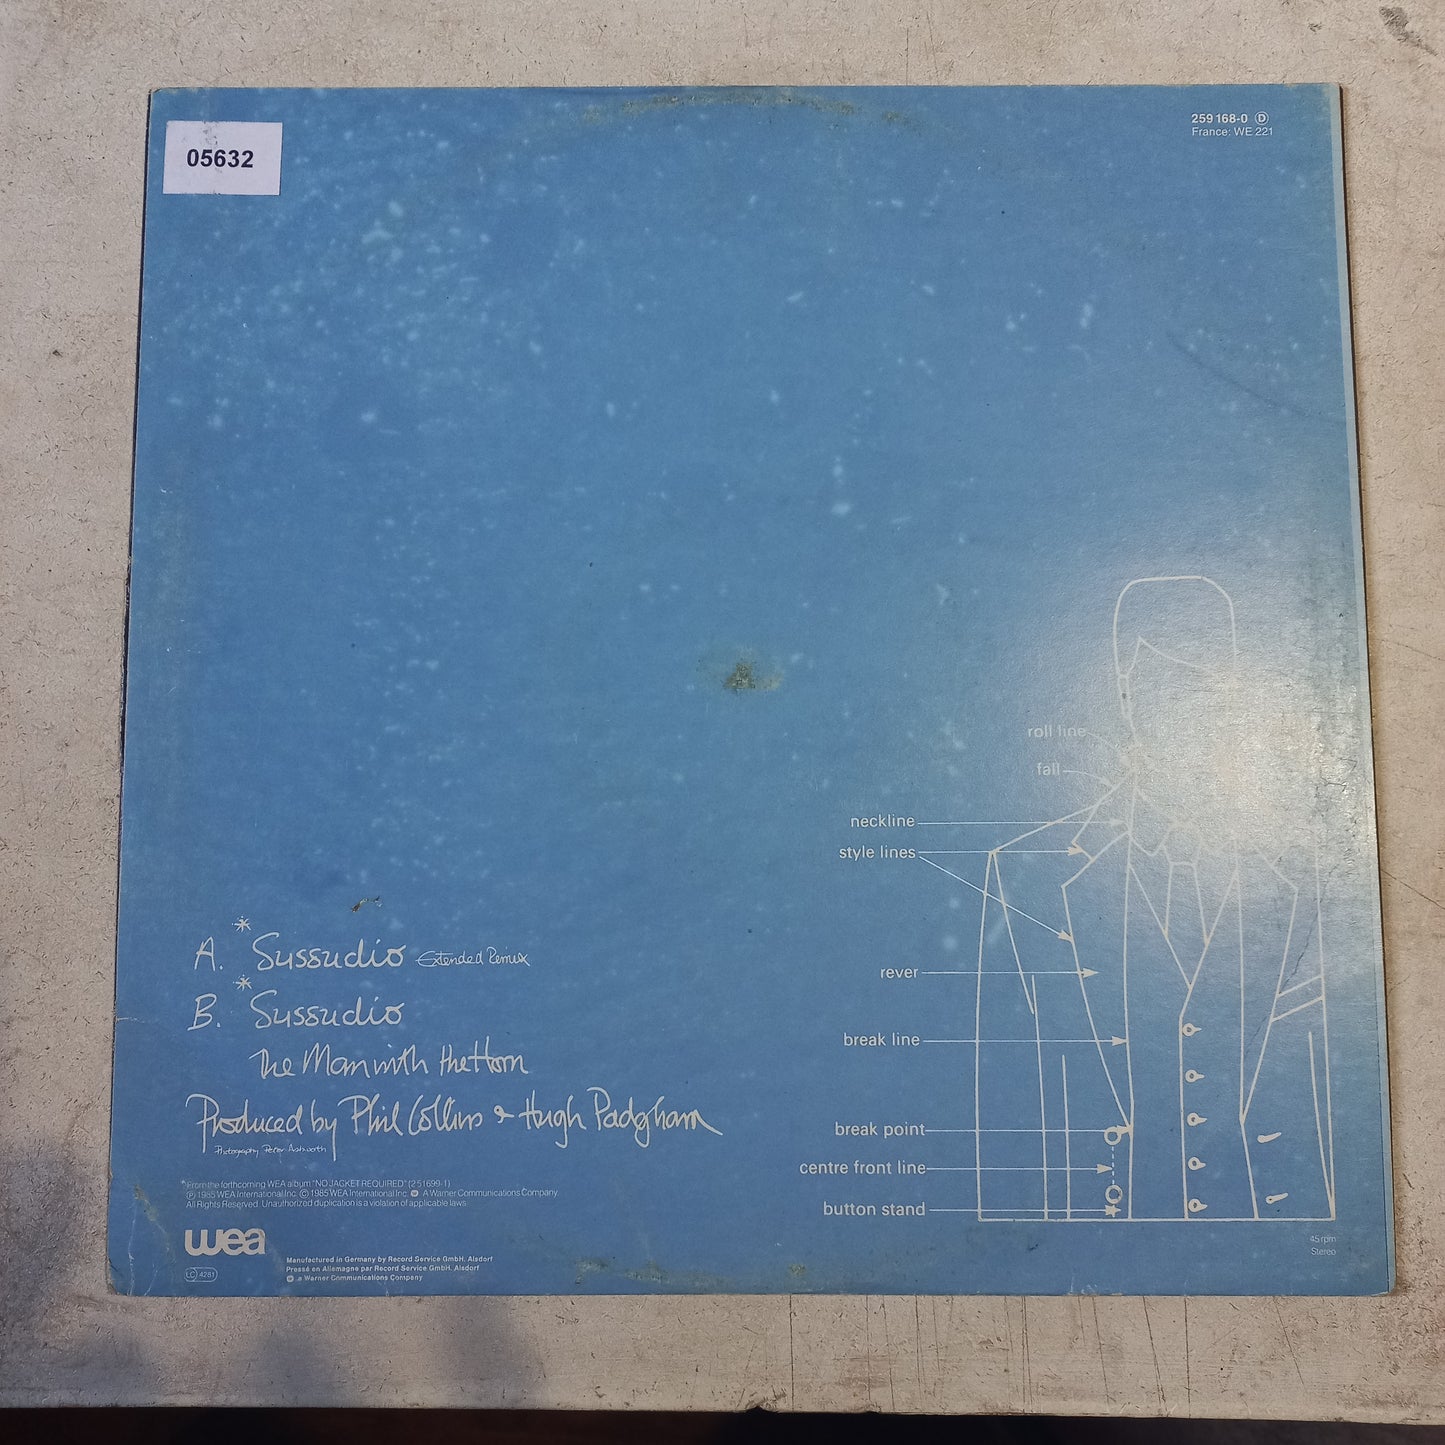 05632
259 168-0 Ⓓ
France: WE 221
roll line
fall
neckline
style lines
rever
break line
break point
centre front line
button stand
A. * Sussudio Extended Remix
B. * Sussudio
The Man with the Horn
Produced by Phil Collins & Hugh Padgham
Photography Peter Ashworth
*From the forthcoming WEA album "NO JACKET REQUIRED" (251699-1)
Ⓟ 1985 WEA International Inc. © 1985 WEA International Inc. A Warner Communications Company.
All Rights Reserved. Unauthorized duplication is a violation of applicable laws
wea
LC 4281
Manufactured in Germany by Record Service GmbH. Alsdorf
Pressé en Allemagne par Record Service GmbH. Alsdorf
a Warner Communications Company
45 rpm
Stereo